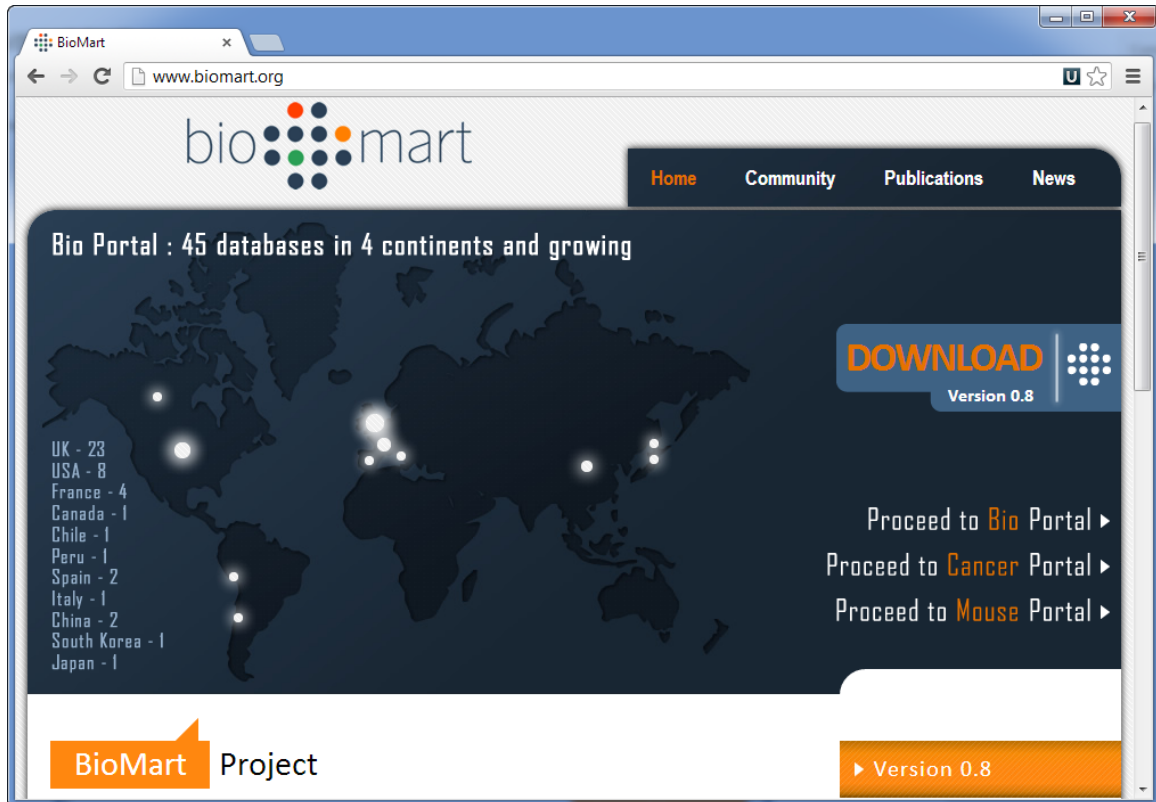 BioMart
www.biomart.org
bio mart
Home Community Publications News
Bio Portal : 45 databases in 4 continents and growing
DOWNLOAD
Version 0.8
UK - 23
USA - 8
France - 4
Canada - 1
Chile - 1
Peru - 1
Spain - 2
Italy - 1
China - 2
South Korea - 1
Japan - 1
Proceed to Bio Portal
Proceed to Cancer Portal
Proceed to Mouse Portal
BioMart Project
Version 0.8